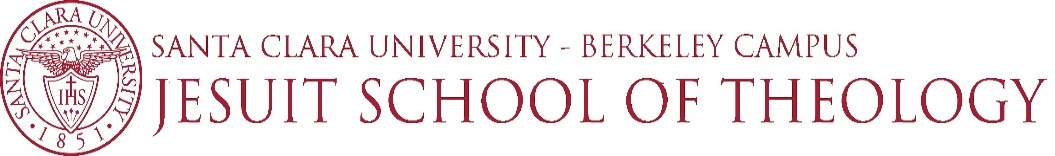 SANTA CLARA UNIVERSITY
IHS
· 1851 ·
SANTA CLARA UNIVERSITY - BERKELEY CAMPUS
JESUIT SCHOOL OF THEOLOGY